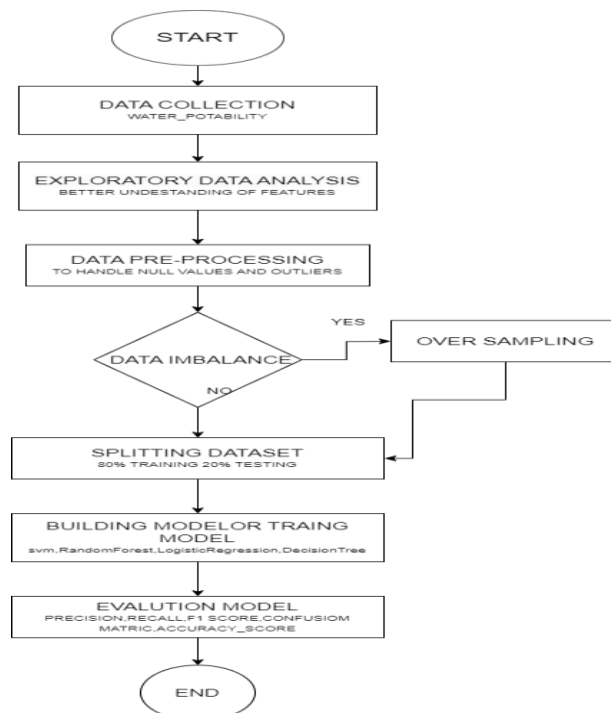 START
DATA COLLECTION
WATER_POTABILITY
EXPLORATORY DATA ANALYSIS
BETTER UNDESTANDING OF FEATURES
DATA PRE-PROCESSING
TO HANDLE NULL VALUES AND OUTLIERS
YES
DATA IMBALANCE
OVER SAMPLING
NO
SPLITTING DATASET
80% TRAINING 20% TESTING
BUILDING MODELOR TRAING
MODEL
svm,RandomForest,LogisticRegression,DecisionTree
EVALUTION MODEL
PRECISION,RECALL,F1 SCORE,CONFUSIOM
MATRIC,ACCURACY_SCORE
END